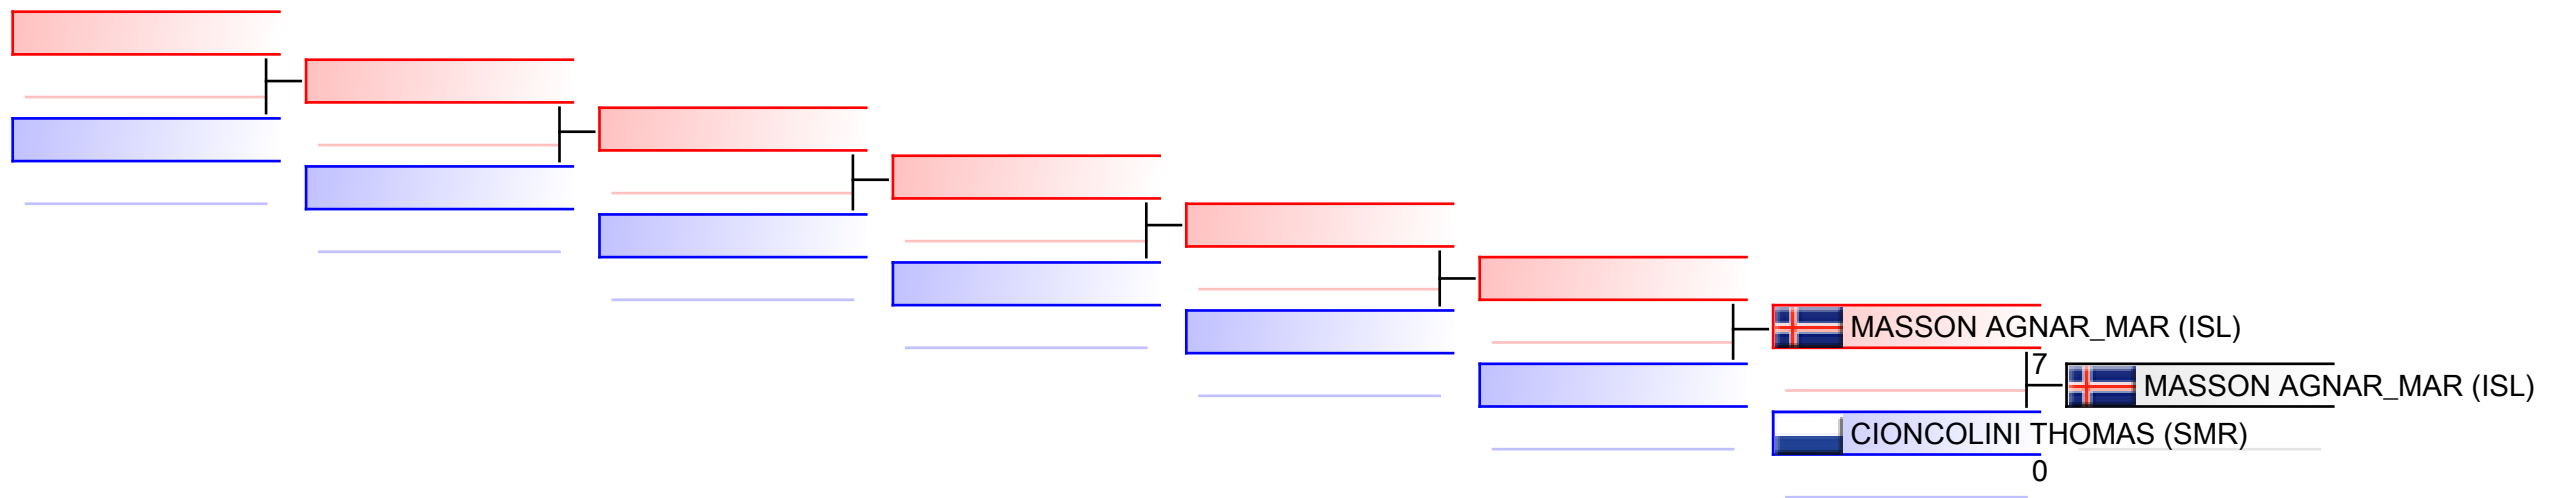 MASSON AGNAR_MAR (ISL)
7
MASSON AGNAR_MAR (ISL)
CIONCOLINI THOMAS (SMR)
0